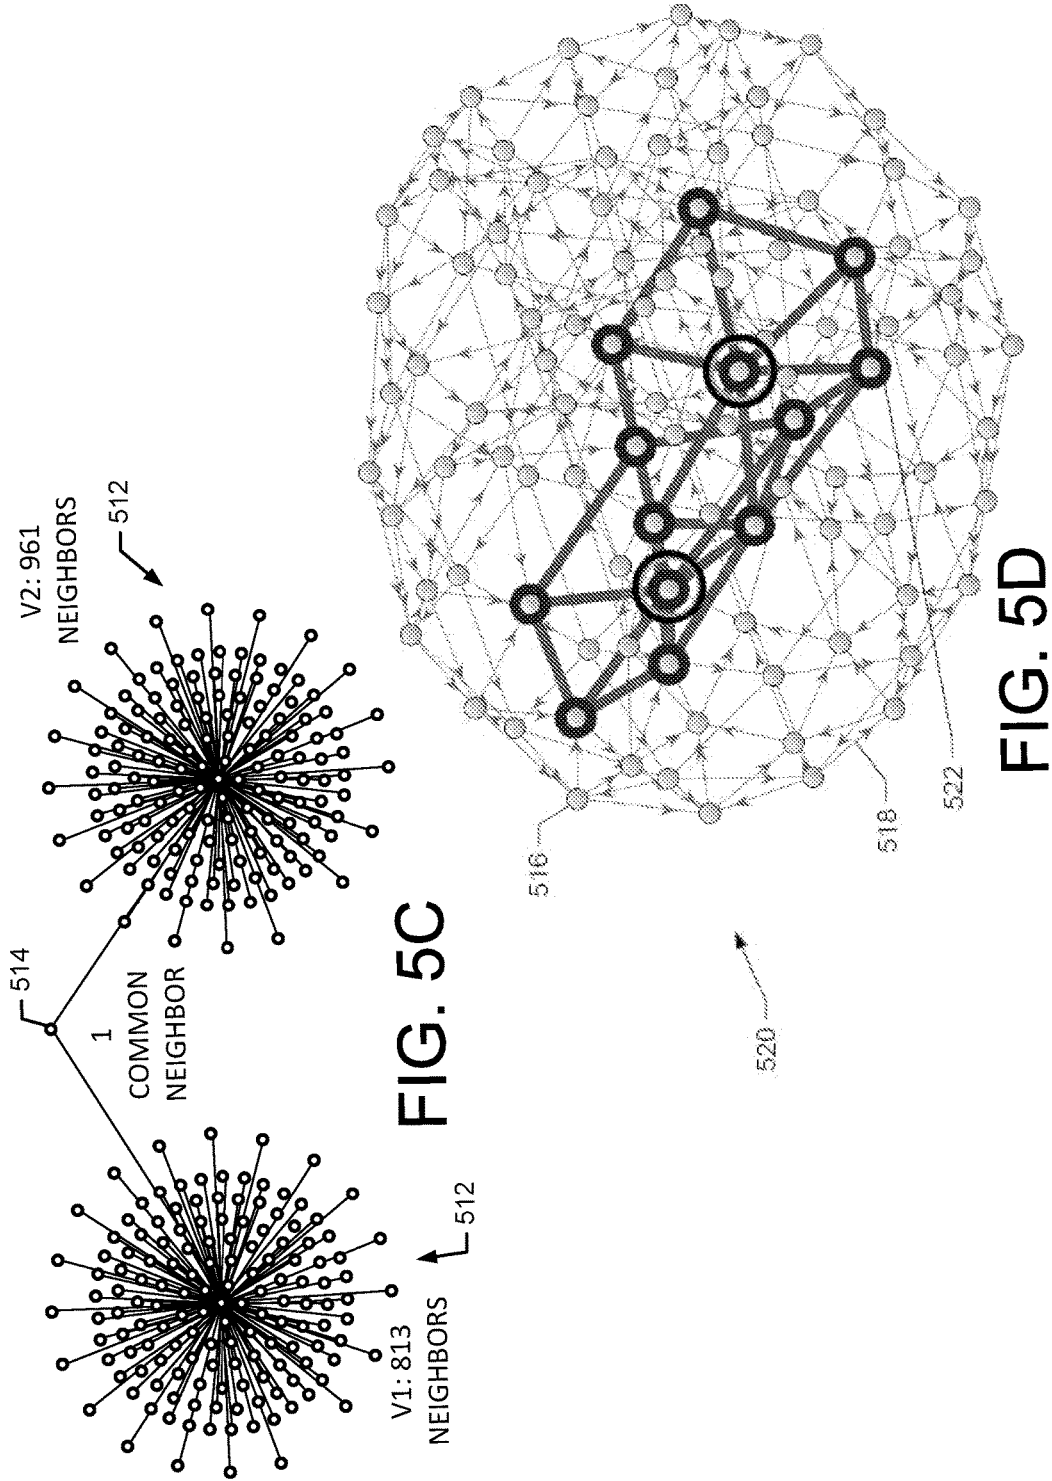 V1: 813
NEIGHBORS
512
1
COMMON
NEIGHBOR
514
V2: 961
NEIGHBORS
512
FIG. 5C
520
516
518
522
FIG. 5D